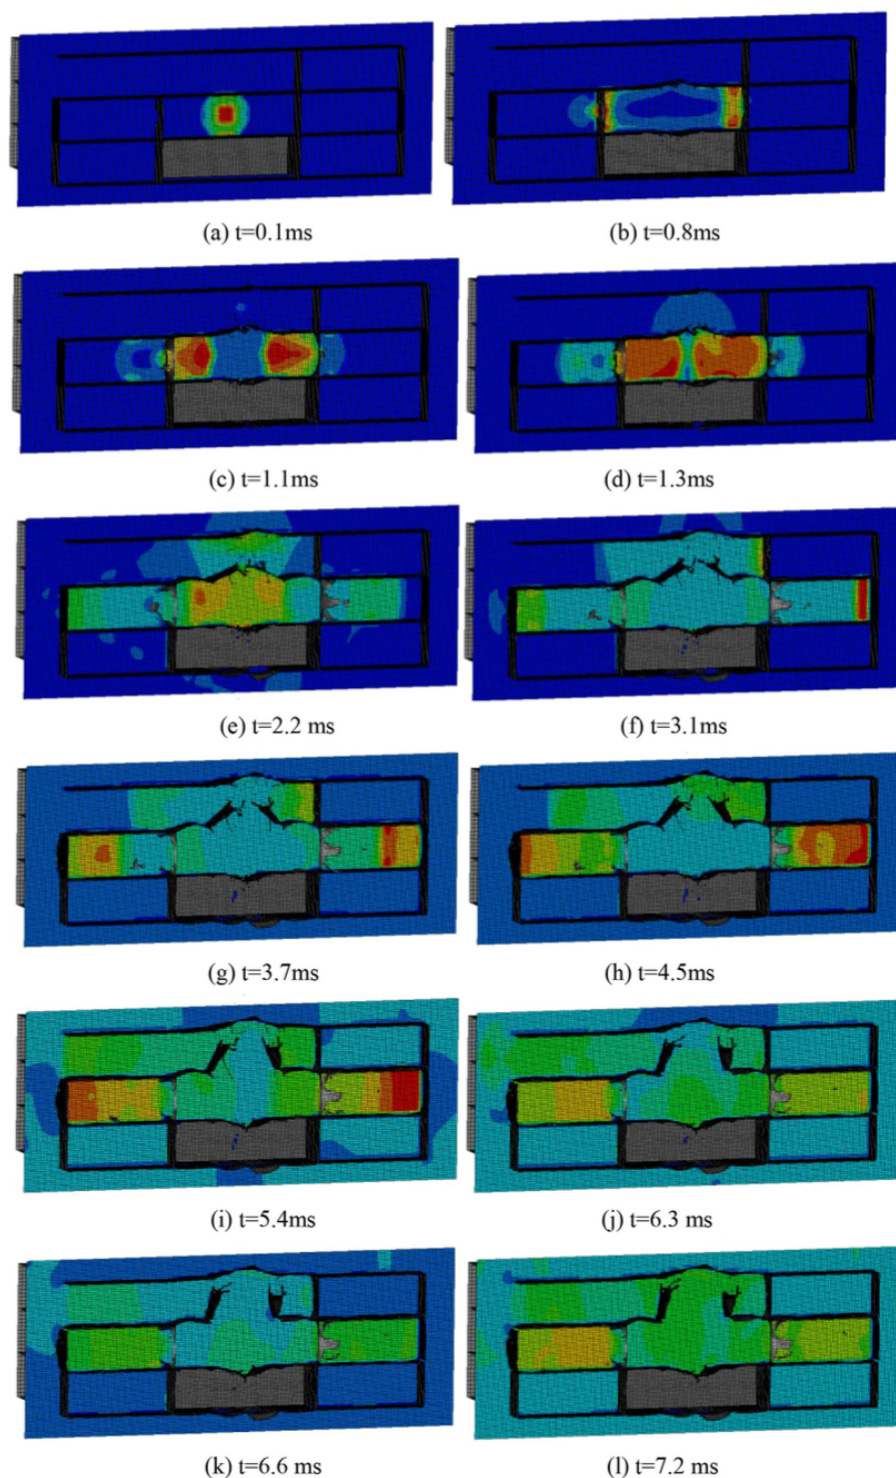 (a) t=0.1ms
(b) t=0.8ms
(c) t=1.1ms
(d) t=1.3ms
(e) t=2.2 ms
(f) t=3.1ms
(g) t=3.7ms
(h) t=4.5ms
(i) t=5.4ms
(j) t=6.3 ms
(k) t=6.6 ms
(l) t=7.2 ms